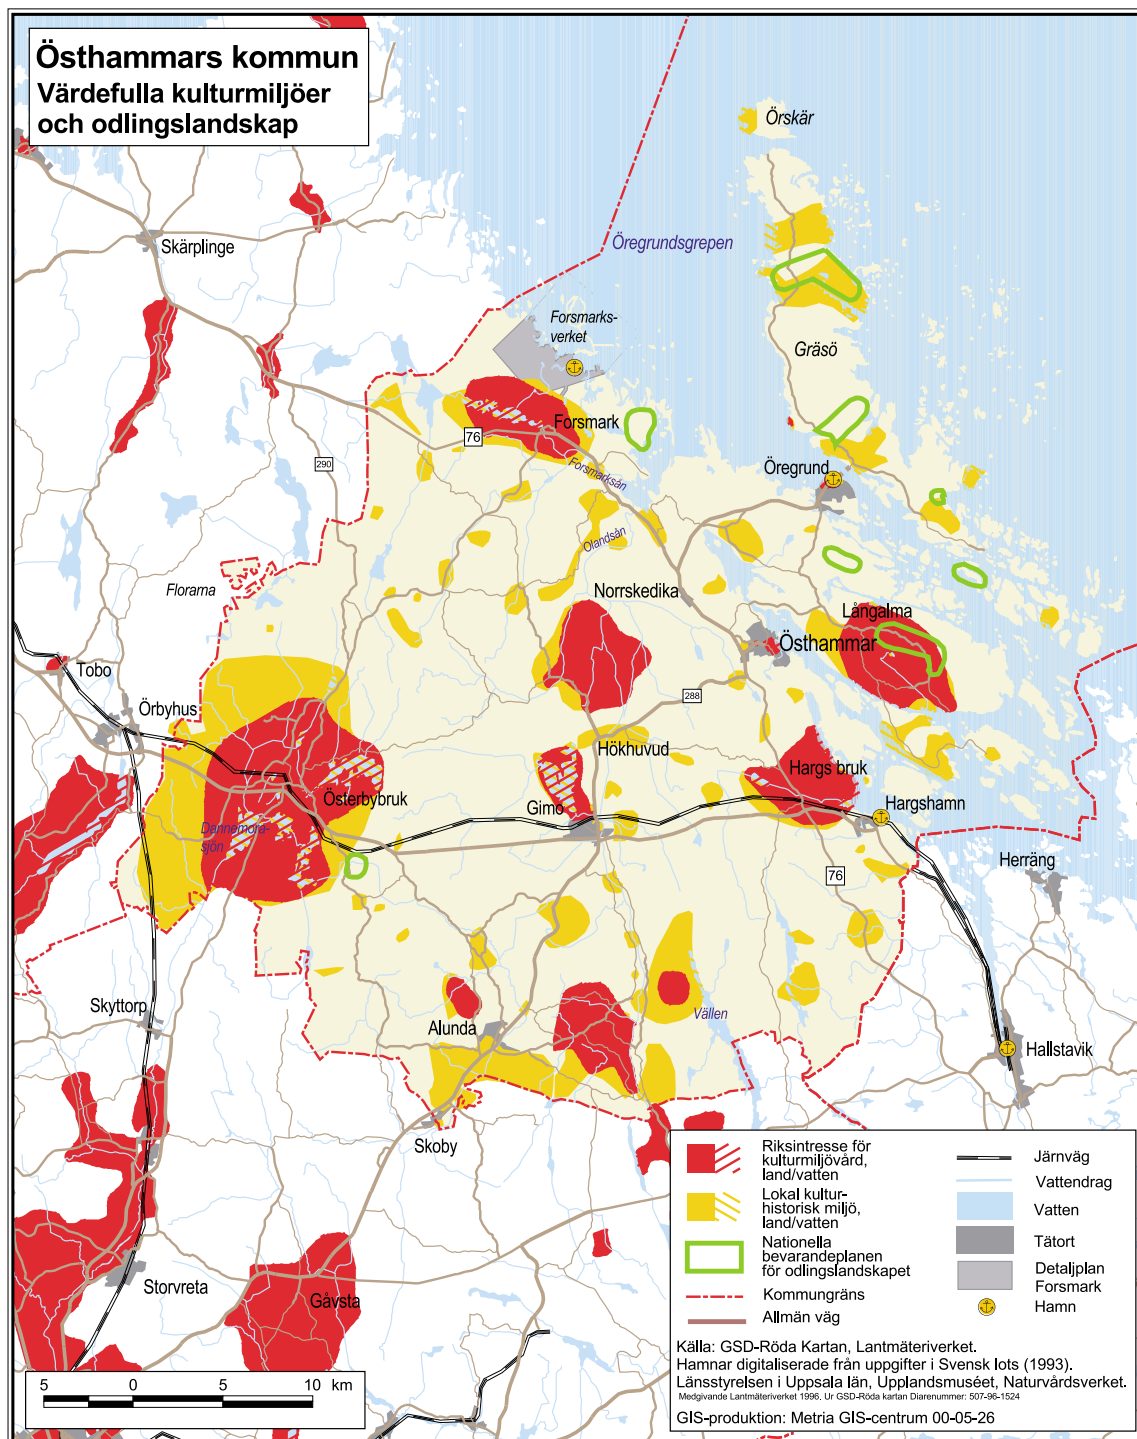 Östhammars kommun
Värdefulla kulturmiljöer
och odlingslandskap
Örskär
Skärplinge
Öregrundsgrepen
Forsmarks-
verket
Gräsö
Forsmark
76
290
Forsmarksån
Öregrund
Olandsån
Florarna
Norrskedika
Långalma
Östhammar
Tobo
288
Örbyhus
Hökhuvud
Hargs bruk
Österbybruk
Gimo
Hargshamn
Dannemora-
sjön
Herräng
76
Skyttorp
Alunda
Vällen
Hallstavik
Skoby
Storvreta
Gåvsta
Riksintresse för
kulturmiljövård,
land/vatten
Lokal kultur-
historisk miljö,
land/vatten
Nationella
bevarandeplanen
för odlingslandskapet
Kommungräns
Allmän väg
Järnväg
Vattendrag
Vatten
Tätort
Detaljplan
Forsmark
Hamn
Källa: GSD-Röda Kartan, Lantmäteriverket.
Hamnar digitaliserade från uppgifter i Svensk lots (1993).
Länsstyrelsen i Uppsala län, Upplandsmuséet, Naturvårdsverket.
Medgivande Lantmäteriverket 1996. Ur GSD-Röda kartan Diarenummer: 507-96-1524
GIS-produktion: Metria GIS-centrum 00-05-26
5 0 5 10 km